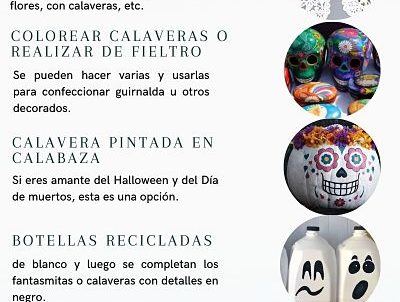 flores, con calaveras, etc.
COLOREAR CALAVERAS O
REALIZAR DE FIELTRO
Se pueden hacer varias y usarlas
para confeccionar guirnalda u otros
decorados.
CALAVERA PINTADA EN
CALABAZA
Si eres amante del Halloween y del Día
de muertos, esta es una opción.
BOTELLAS RECICLADAS
de blanco y luego se completan los
fantasmitas o calaveras con detalles en
negro.